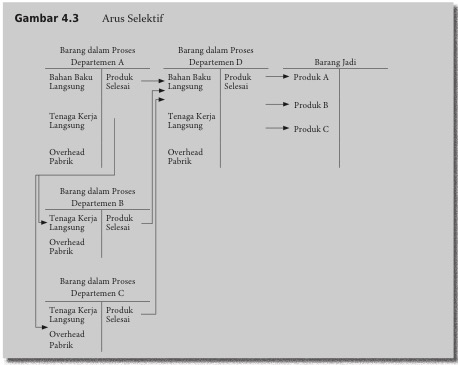 Gambar 4.3 Arus Selektif
Barang dalam Proses
Departemen A
Bahan Baku
Langsung
Produk
Selesai
Tenaga Kerja
Langsung
Overhead
Pabrik
Barang dalam Proses
Departemen D
Bahan Baku
Langsung
Produk
Selesai
Tenaga Kerja
Langsung
Overhead
Pabrik
Barang Jadi
Produk A
Produk B
Produk C
Barang dalam Proses
Departemen B
Tenaga Kerja
Langsung
Produk
Selesai
Overhead
Pabrik
Barang dalam Proses
Departemen C
Tenaga Kerja
Langsung
Produk
Selesai
Overhead
Pabrik